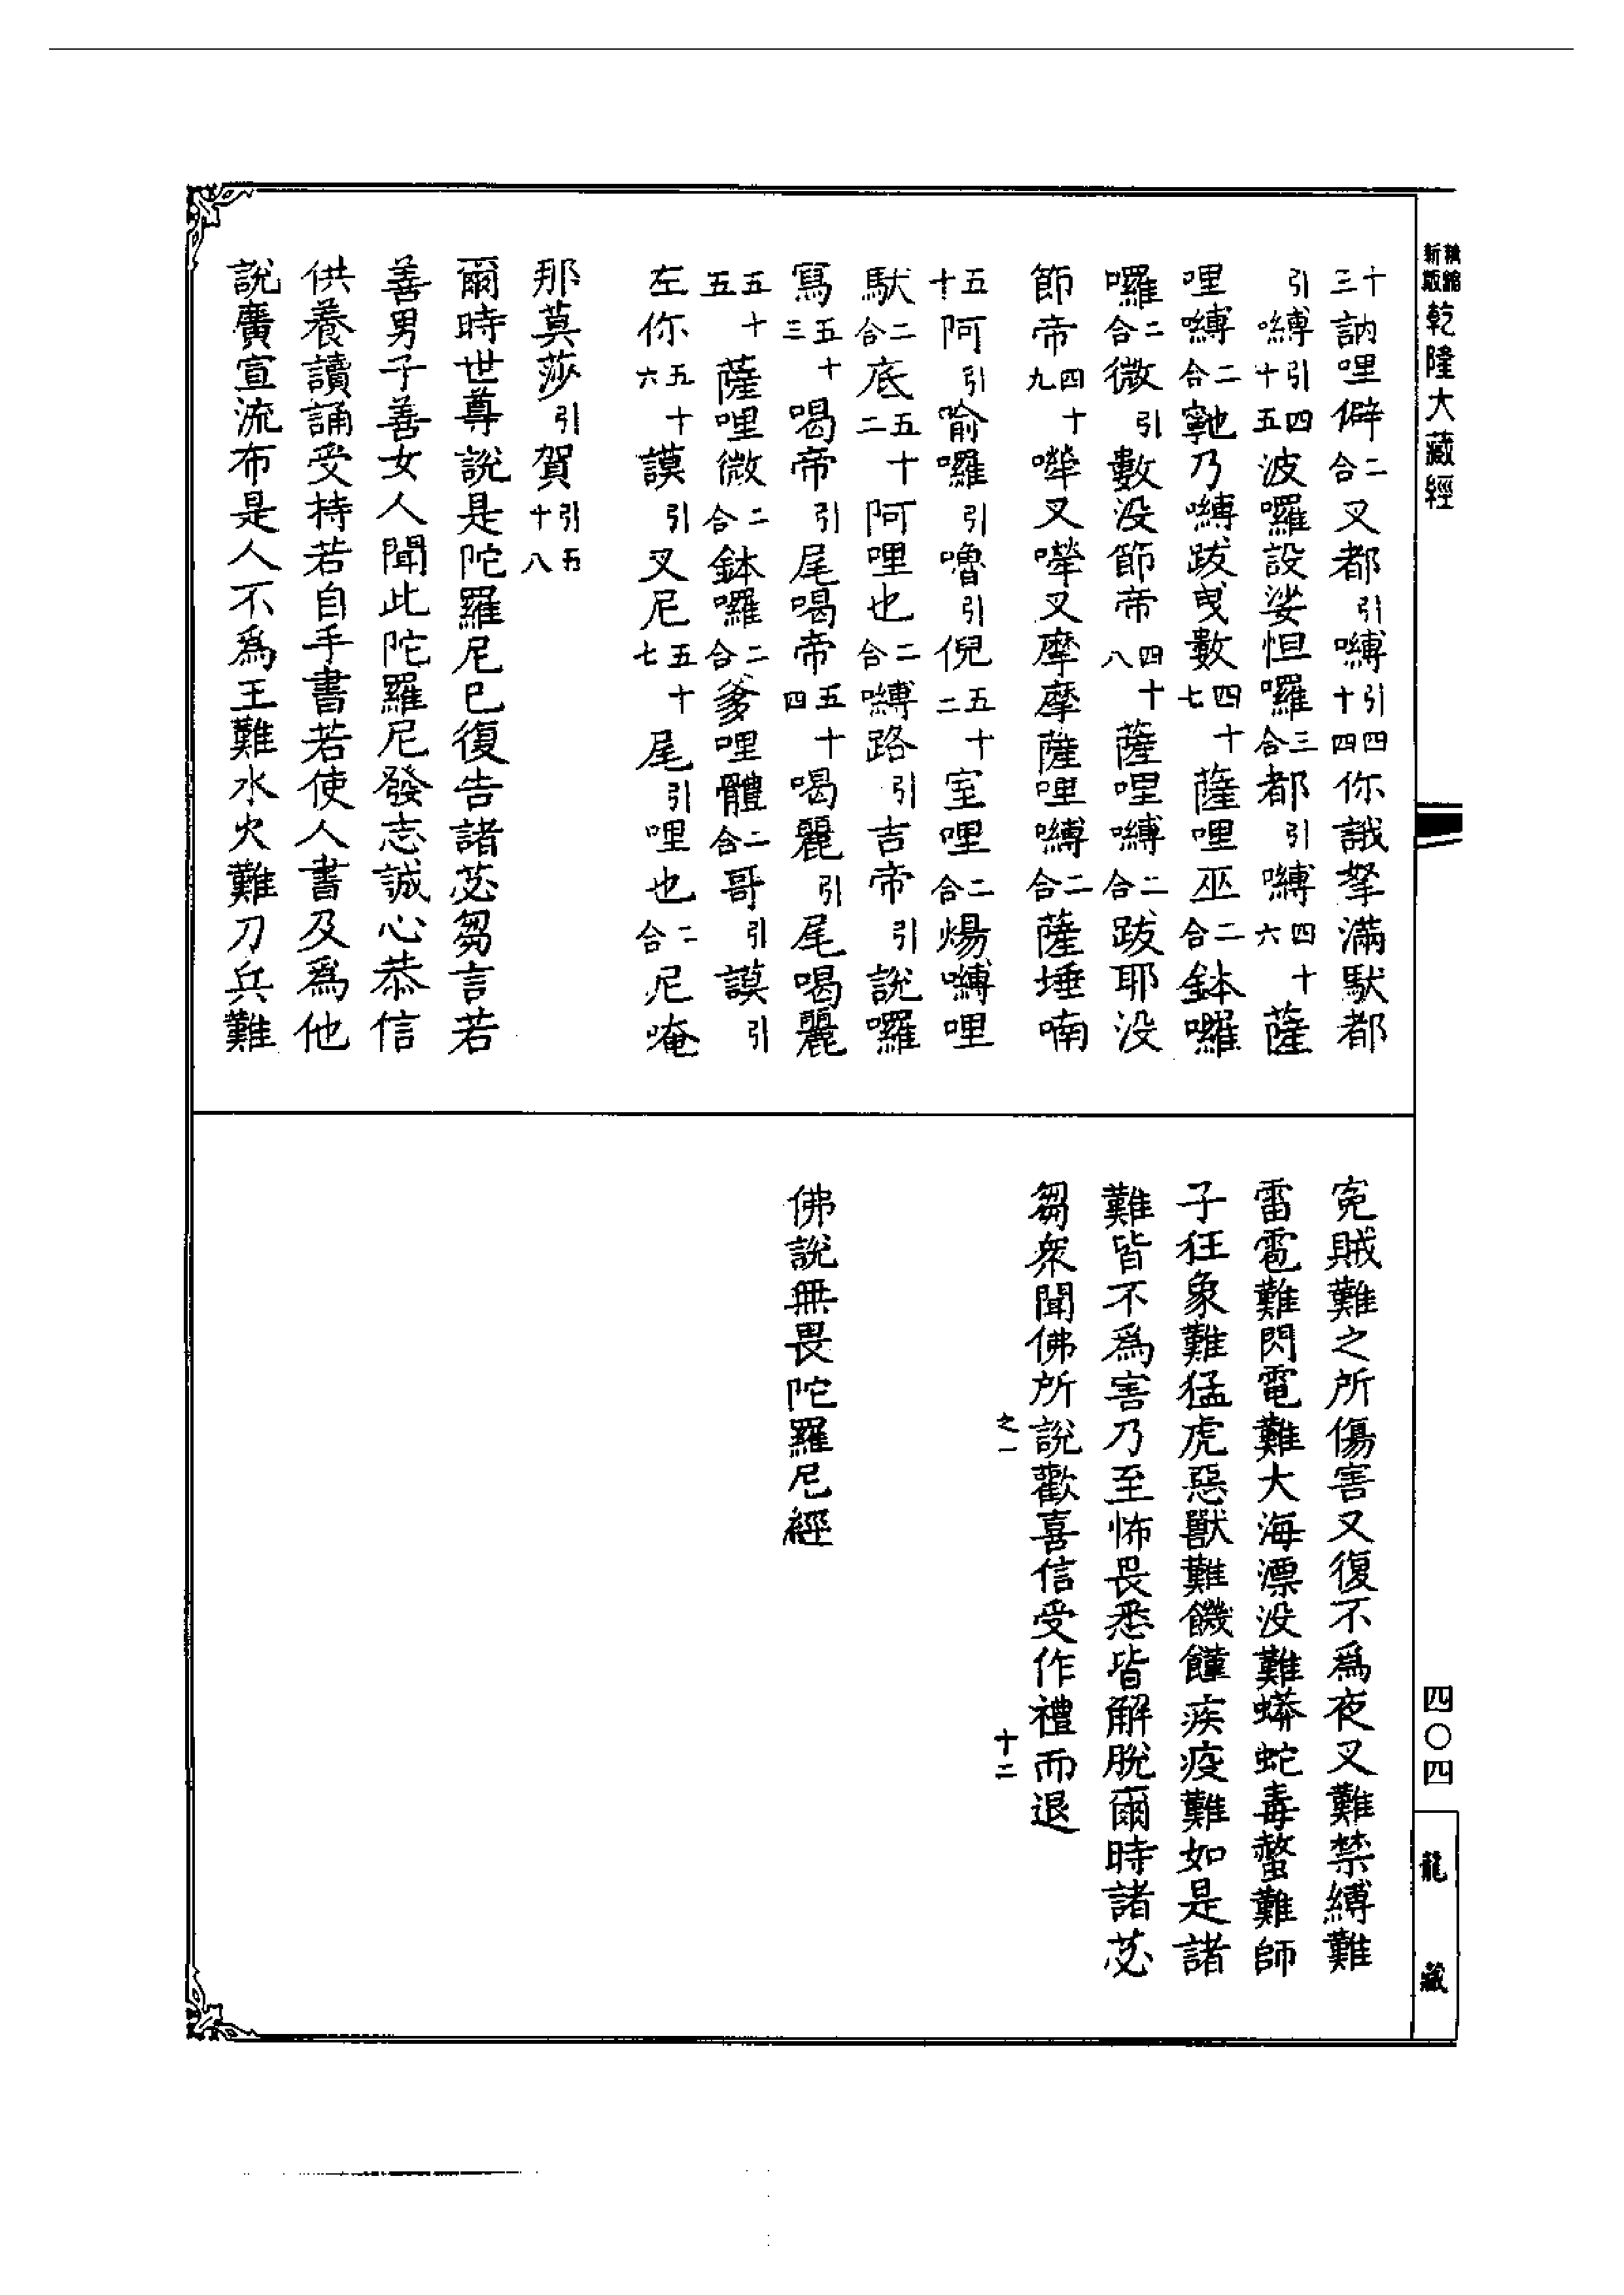 新版
乾隆大藏經
十三訥哩僻二合叉都引嚩引四十四你誐拏滿馱都
引嚩引四十五波囉設娑怛囉三合都引嚩四十六薩
哩嚩二合乃嚩跋曳數四十七薩哩巫二合鉢囉
囉二合微引數没節帝四十八薩哩嚩二合跋耶没
節帝四十九叉叉摩摩薩哩嚩二合薩埵喃
五十阿引喻囉引嚕引倪五十二室哩二合煬嚩哩
馱二合底五十二阿哩也二合嚩路引吉帝引說囉
寫五十三喝帝引尾喝帝五十四喝麗引尾喝麗
五十五薩哩微二合鉢囉二合爹哩體二合哥引謨引
左你五十六謨引叉尼五十七尾引哩也二合尼唵
那莫莎引賀引五十八
爾時世尊說是陀羅尼已復告諸苾芻言若
善男子善女人聞此陀羅尼發志誠心恭信
供養讀誦受持若自手書若使人書及爲他
說廣宣流布是人不爲王難水火難刀兵難
寃賊難之所傷害又復不爲夜叉難禁縛難
雷雹難閃電難大海漂没難蟒蛇毒螫難師
子狂象難猛虎惡獸難饑饉疾疫難如是諸
難皆不爲害乃至怖畏悉皆解脫爾時諸苾
芻衆聞佛所說歡喜信受作禮而退
之一
十二
佛說無畏陀羅尼經
四〇四
龍藏